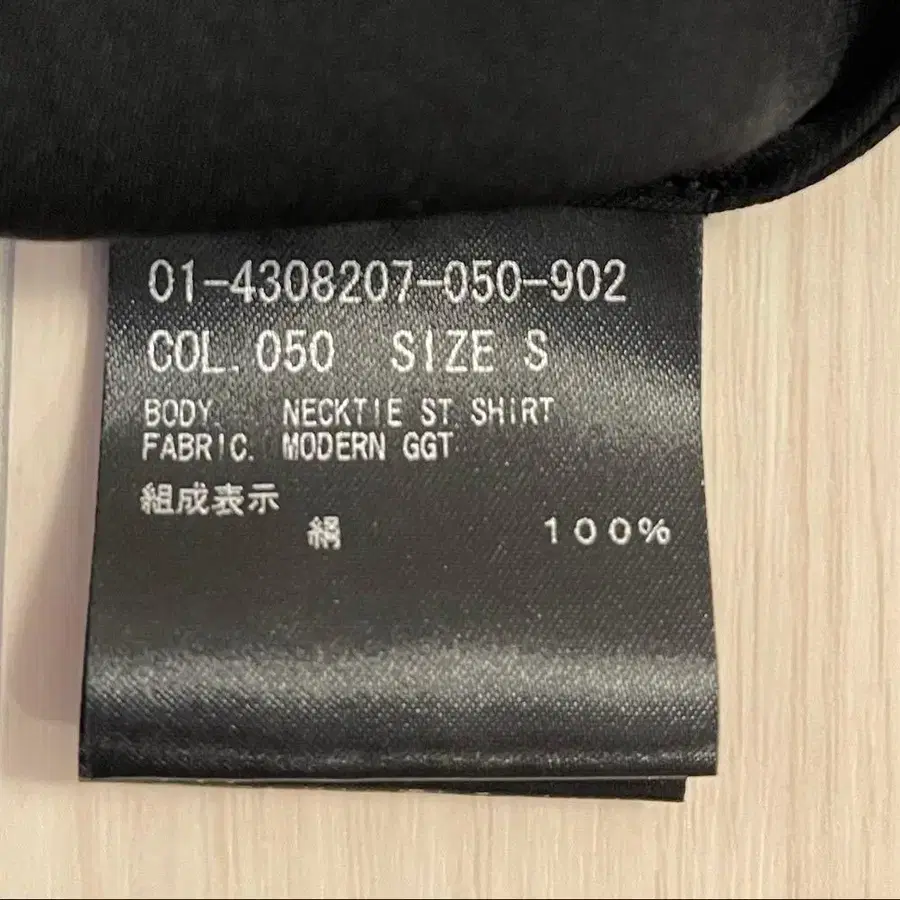 01-4308207-050-902
COL. 050 SIZE S
BODY. NECKTIE ST SHIRT
FABRIC. MODERN GGT
組成表示
絹 100%